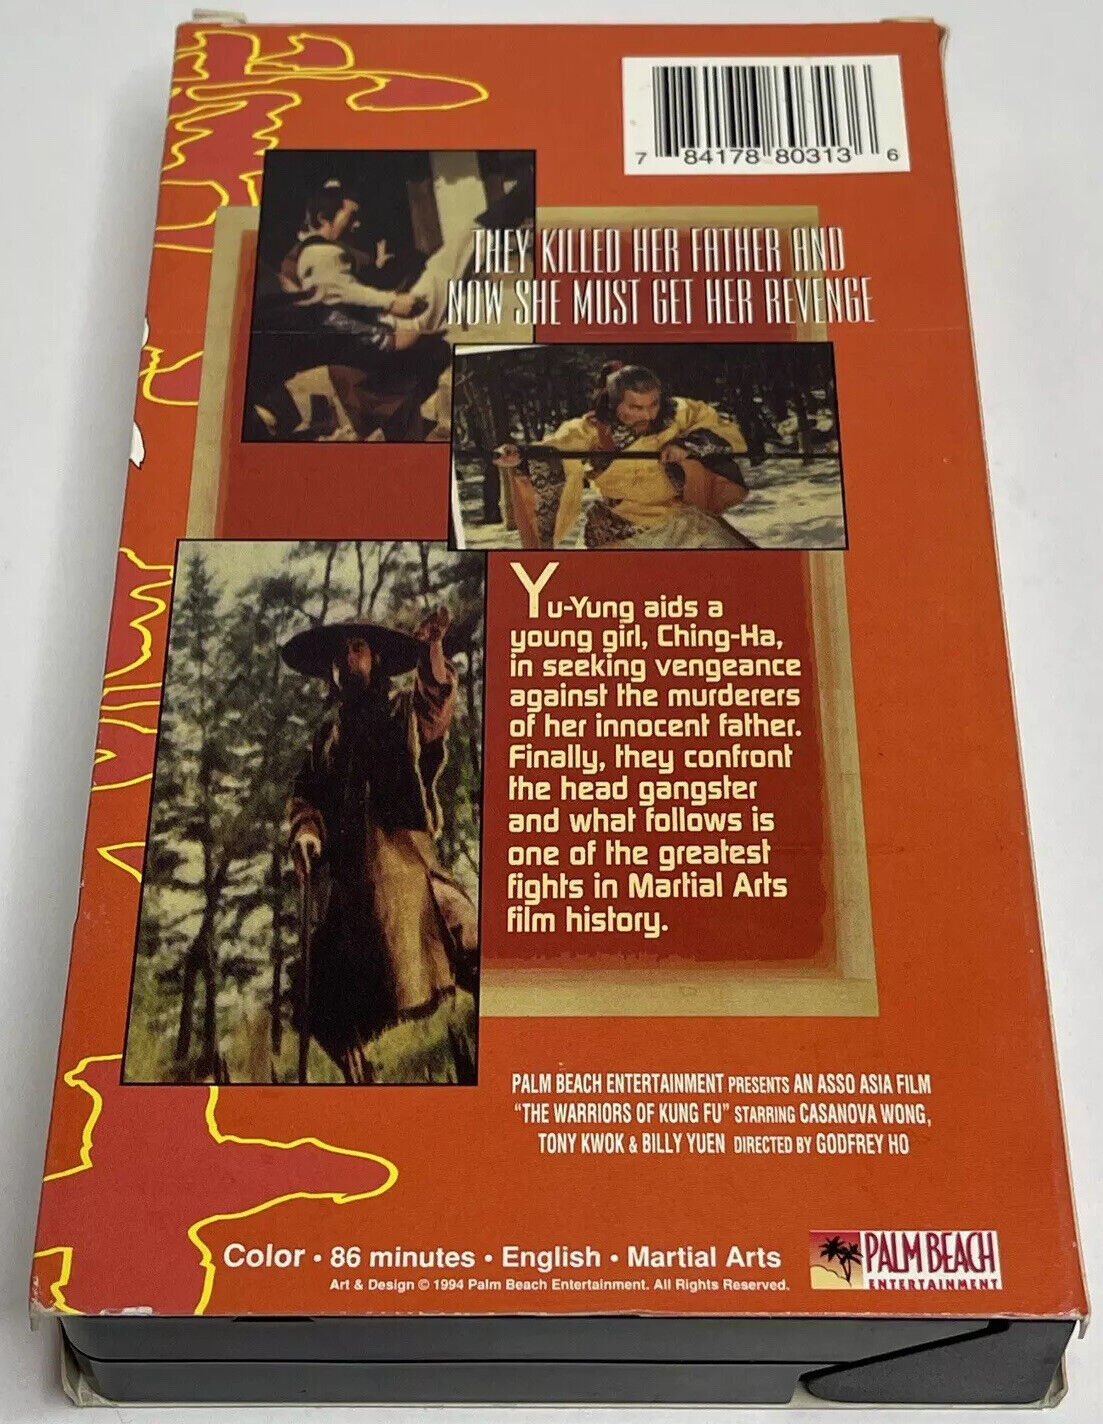 7 84178 80313 6
THEY KILLED HER FATHER AND
NOW SHE MUST GET HER REVENGE
Yu-Yung aids a
young girl, Ching-Ha,
in seeking vengeance
against the murderers
of her innocent father.
Finally, they confront
the head gangster
and what follows is
one of the greatest
fights in Martial Arts
film history.
PALM BEACH ENTERTAINMENT PRESENTS AN ASSO ASIA FILM
"THE WARRIORS OF KUNG FU" STARRING CASANOVA WONG,
TONY KWOK & BILLY YUEN DIRECTED BY GODFREY HO
Color • 86 minutes • English • Martial Arts
Art & Design © 1994 Palm Beach Entertainment. All Rights Reserved.
PALM BEACH
ENTERTAINMENT